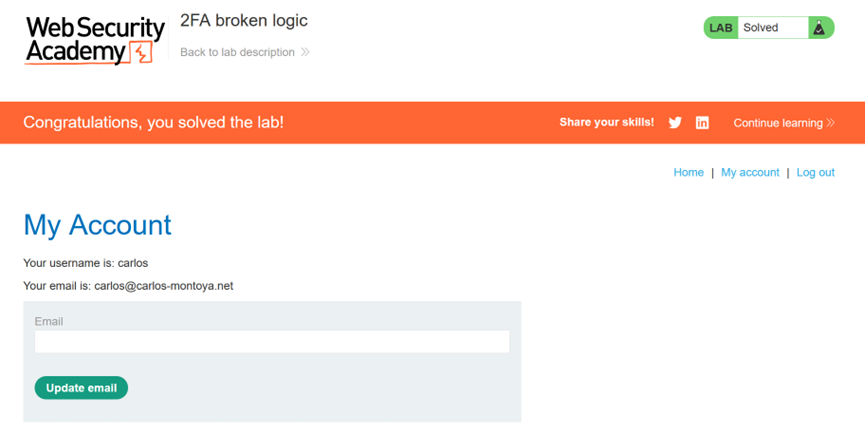 Web Security
Academy
2FA broken logic
Back to lab description
LAB Solved
Congratulations, you solved the lab!
Share your skills!
Continue learning
Home | My account | Log out
My Account
Your username is: carlos
Your email is: carlos@carlos-montoya.net
Email
Update email